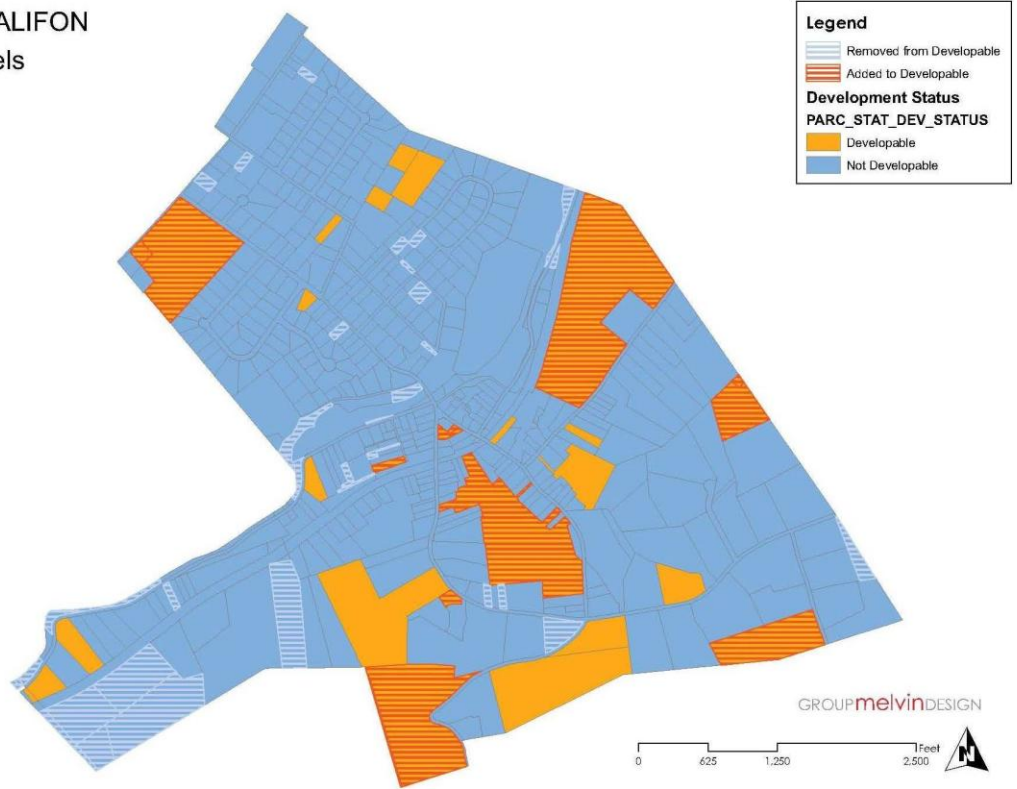 ALIFON
els
Legend
Removed from Developable
Added to Developable
Development Status
PARC_STAT_DEV_STATUS
Developable
Not Developable
GROUPmelvinDESIGN
Feet
0 625 1,250 2,500
N